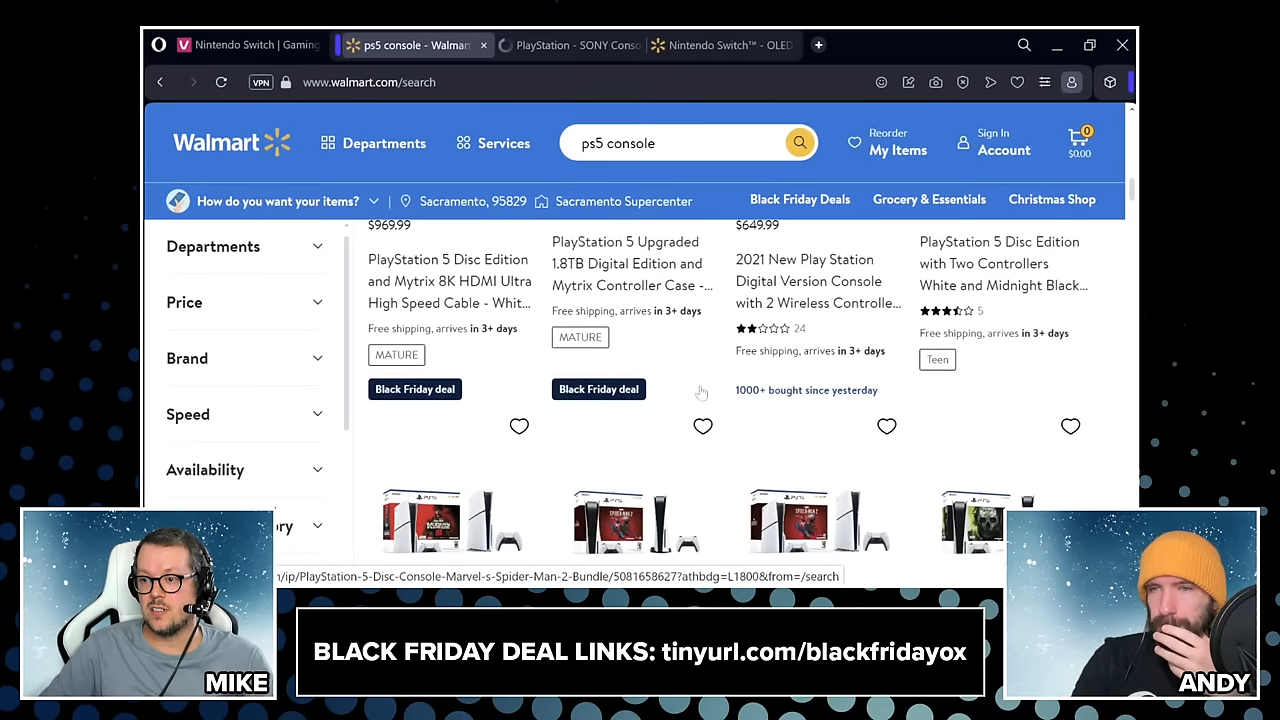 Nintendo Switch | Gaming
ps5 console - Walmar
PlayStation - SONY Conso
Nintendo Switch™ - OLED
VPN
www.walmart.com/search
Walmart
Departments
Services
ps5 console
Reorder
My Items
Sign In
Account
0
$0.00
How do you want your items?
Sacramento, 95829
Sacramento Supercenter
Black Friday Deals
Grocery & Essentials
Christmas Shop
Departments
Price
Brand
Speed
Availability
ry
$969.99
PlayStation 5 Disc Edition
and Mytrix 8K HDMI Ultra
High Speed Cable - Whit...
Free shipping, arrives in 3+ days
MATURE
PlayStation 5 Upgraded
1.8TB Digital Edition and
Mytrix Controller Case -...
Free shipping, arrives in 3+ days
MATURE
$649.99
2021 New Play Station
Digital Version Console
with 2 Wireless Controlle...
24
Free shipping, arrives in 3+ days
PlayStation 5 Disc Edition
with Two Controllers
White and Midnight Black...
5
Free shipping, arrives in 3+ days
Teen
Black Friday deal
Black Friday deal
1000+ bought since yesterday
n/ip/PlayStation-5-Disc-Console-Marvel-s-Spider-Man-2-Bundle/5081658627?athbdg=L1800&from=/search
BLACK FRIDAY DEAL LINKS: tinyurl.com/blackfridayox
MIKE
ANDY